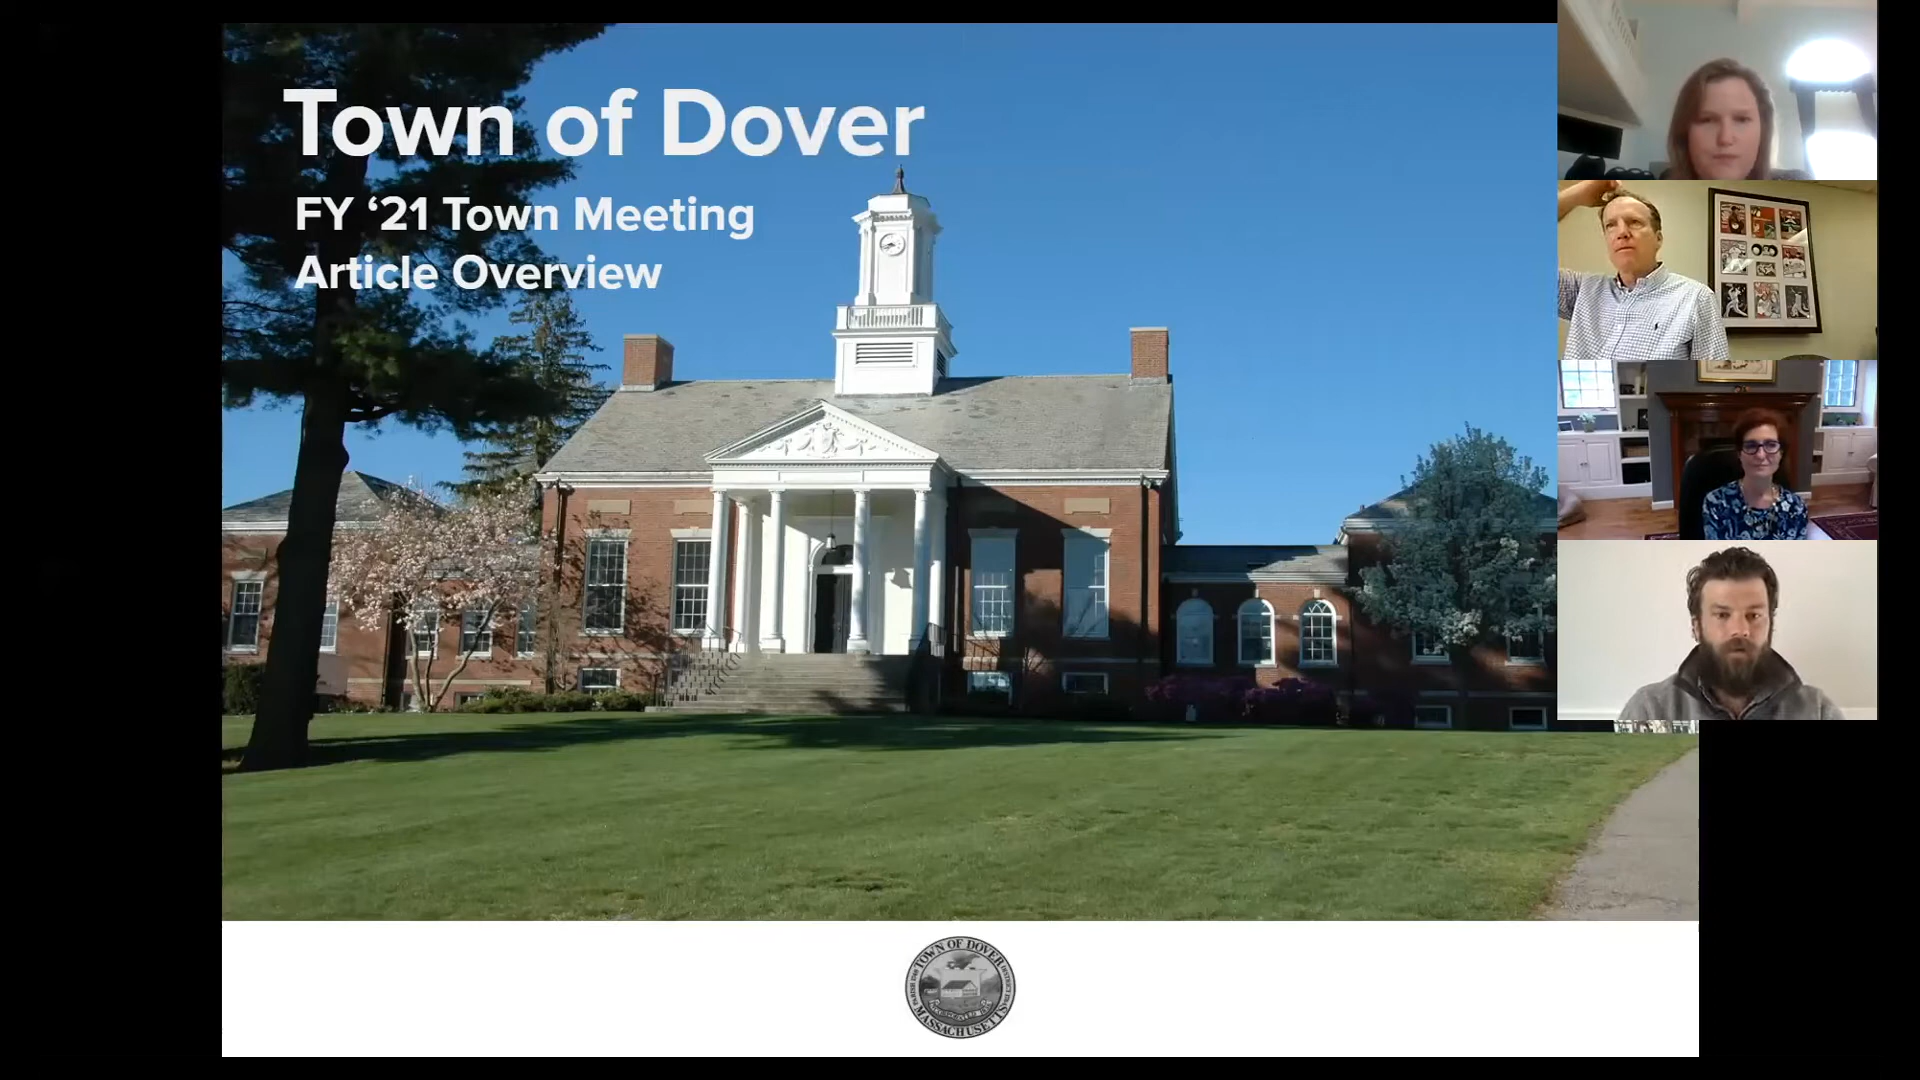 Town of Dover
FY ‘21 Town Meeting
Article Overview
TOWN OF DOVER
MASSACHUSETTS